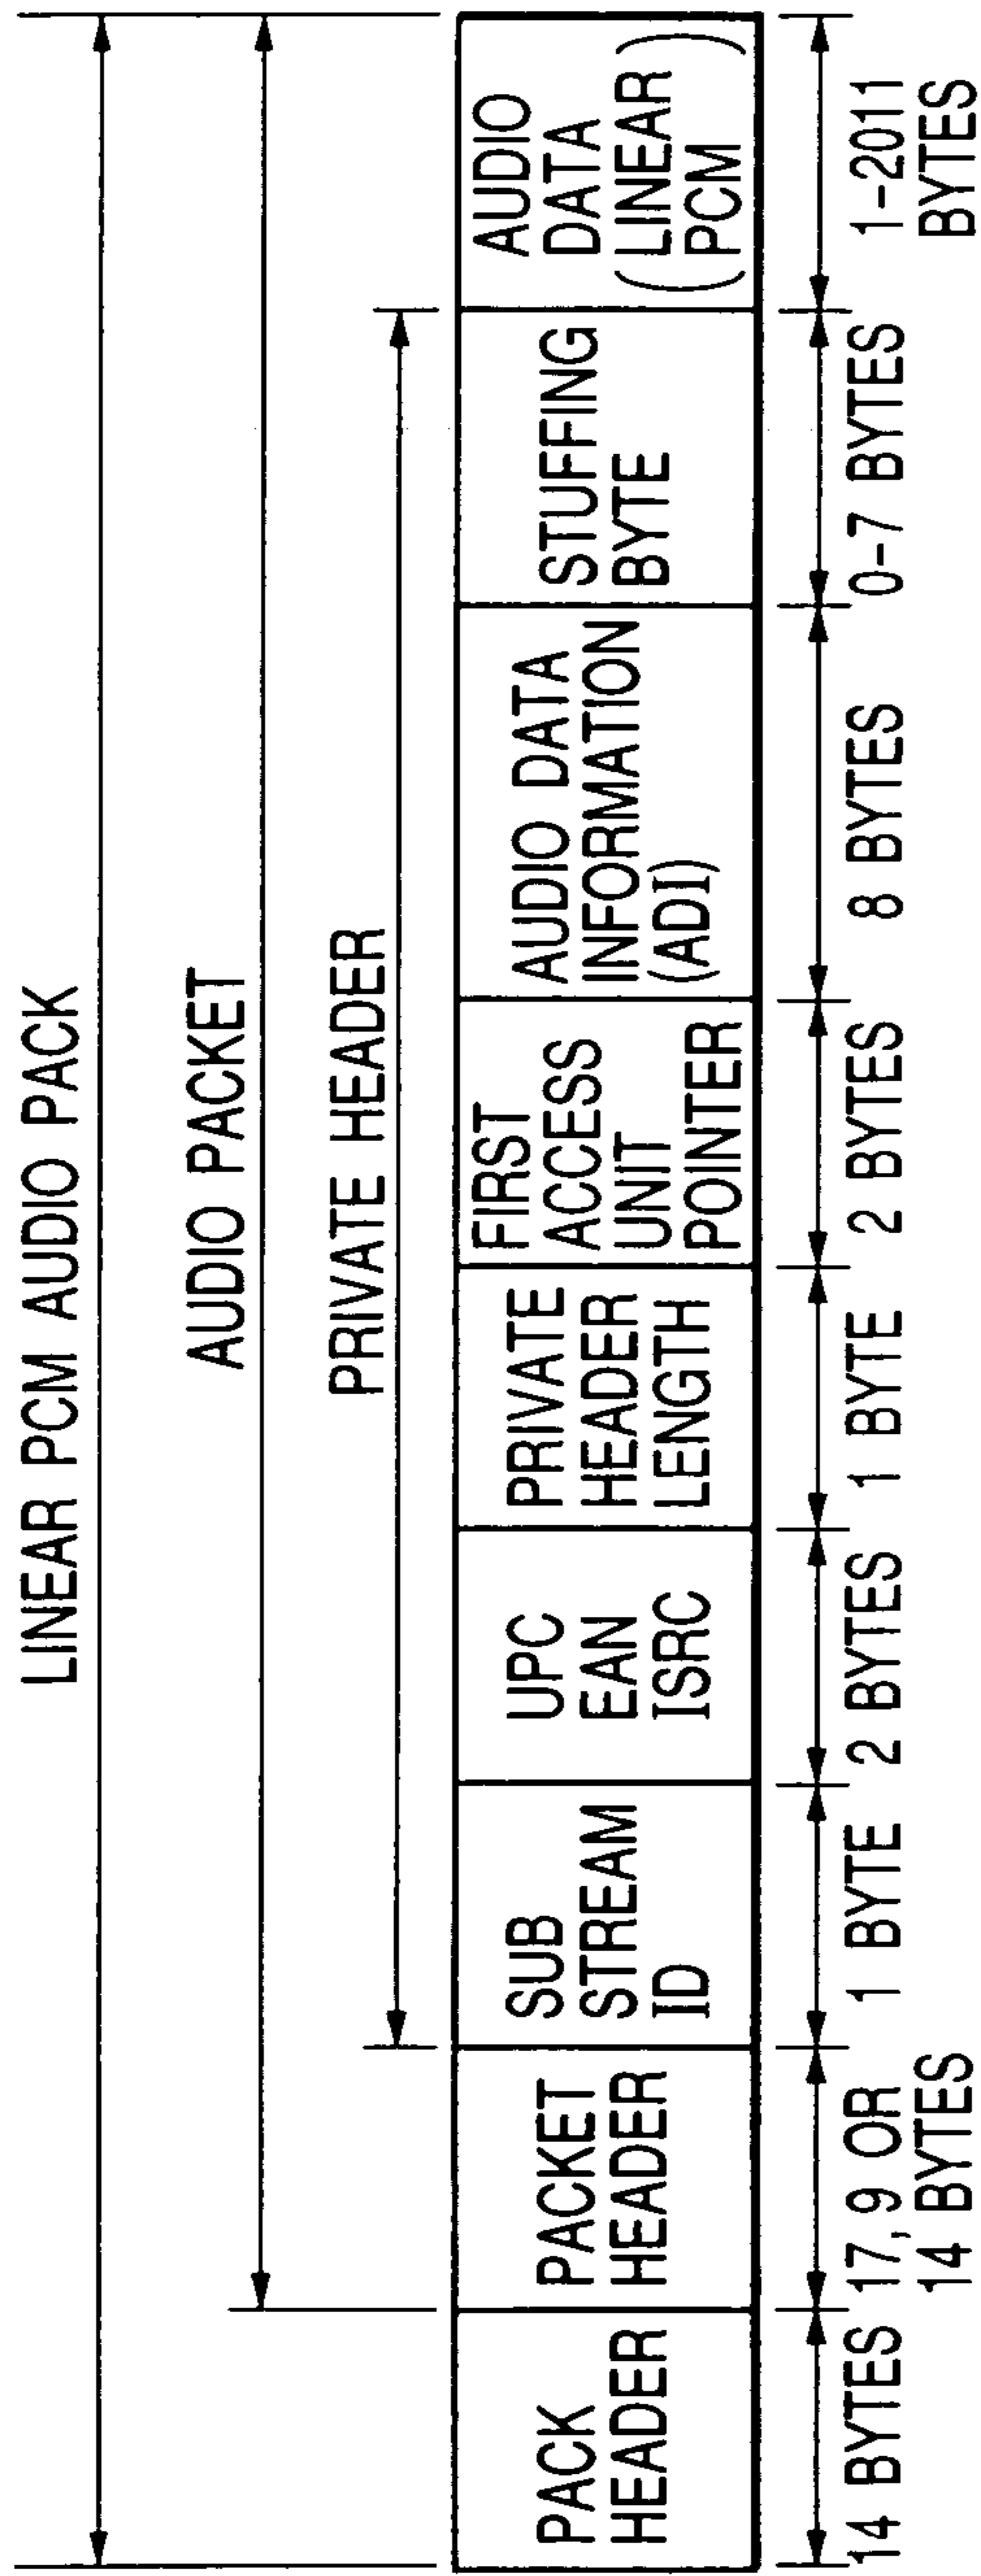 LINEAR PCM AUDIO PACK
AUDIO PACKET
PRIVATE HEADER
PACK
HEADER
PACKET
HEADER
SUB
STREAM
ID
UPC
EAN
ISRC
PRIVATE
HEADER
LENGTH
FIRST
ACCESS
UNIT
POINTER
AUDIO DATA
INFORMATION
(ADI)
STUFFING
BYTE
AUDIO
DATA
(LINEAR
PCM)
14 BYTES
17, 9 OR
14 BYTES
1 BYTE
2 BYTES
1 BYTE
2 BYTES
8 BYTES
0-7 BYTES
1-2011
BYTES